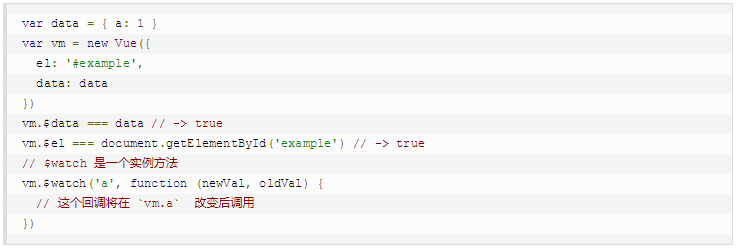 var data = { a: 1 }
var vm = new Vue({
  el: '#example',
  data: data
})
vm.$data === data // -> true
vm.$el === document.getElementById('example') // -> true
// $watch 是一个实例方法
vm.$watch('a', function (newVal, oldVal) {
  // 这个回调将在 `vm.a`  改变后调用
})